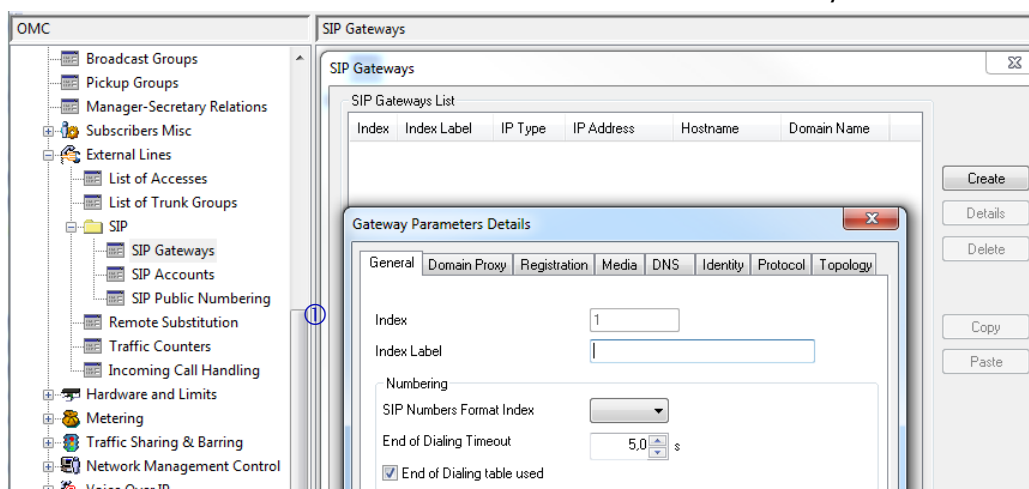 OMC
SIP Gateways
Broadcast Groups
Pickup Groups
Manager-Secretary Relations
Subscribers Misc
External Lines
List of Accesses
List of Trunk Groups
SIP
SIP Gateways
SIP Accounts
SIP Public Numbering
Remote Substitution
Traffic Counters
Incoming Call Handling
Hardware and Limits
Metering
Traffic Sharing & Barring
Network Management Control
Voice Over IP
①
SIP Gateways
SIP Gateways List
Index Index Label IP Type IP Address Hostname Domain Name
Create
Details
Delete
Copy
Paste
Gateway Parameters Details
General Domain Proxy Registration Media DNS Identity Protocol Topology
Index 1
Index Label
Numbering
SIP Numbers Format Index
End of Dialing Timeout 5,0 s
End of Dialing table used